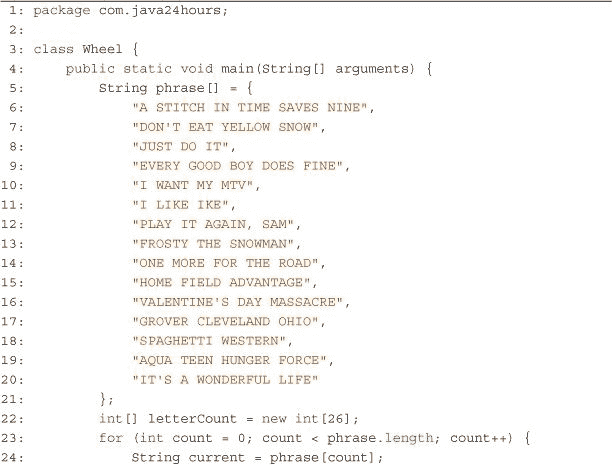 1: package com.java24hours;
2:
3: class Wheel {
4:     public static void main(String[] arguments) {
5:         String phrase[] = {
6:             "A STITCH IN TIME SAVES NINE",
7:             "DON'T EAT YELLOW SNOW",
8:             "JUST DO IT",
9:             "EVERY GOOD BOY DOES FINE",
10:             "I WANT MY MTV",
11:             "I LIKE IKE",
12:             "PLAY IT AGAIN, SAM",
13:             "FROSTY THE SNOWMAN",
14:             "ONE MORE FOR THE ROAD",
15:             "HOME FIELD ADVANTAGE",
16:             "VALENTINE'S DAY MASSACRE",
17:             "GROVER CLEVELAND OHIO",
18:             "SPAGHETTI WESTERN",
19:             "AQUA TEEN HUNGER FORCE",
20:             "IT'S A WONDERFUL LIFE"
21:         };
22:         int[] letterCount = new int[26];
23:         for (int count = 0; count < phrase.length; count++) {
24:             String current = phrase[count];